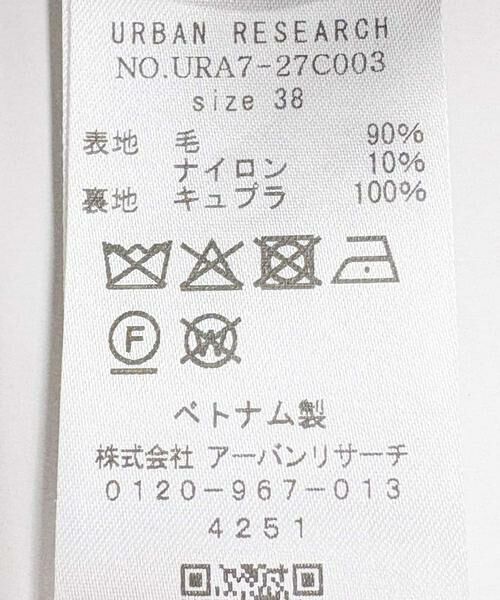 URBAN RESEARCH
NO.URA7-27C003
size 38
表地 毛 90%
ナイロン 10%
裏地 キュプラ 100%
F W
ベトナム製
株式会社 アーバンリサーチ
0120-967-013
4251